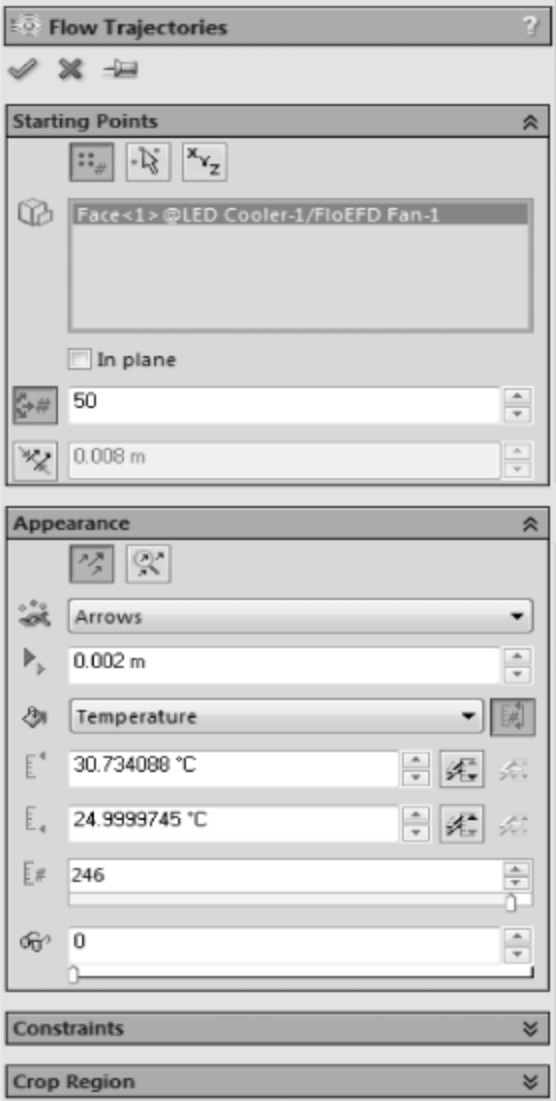 Flow Trajectories ?
Starting Points
#
X Y Z
Face<1>@LED Cooler-1/FloEFD Fan-1
In plane
# 50
0.008 m
Appearance
Arrows
0.002 m
Temperature #
30.734088 °C
24.9999745 °C
# 246
0
Constraints
Crop Region